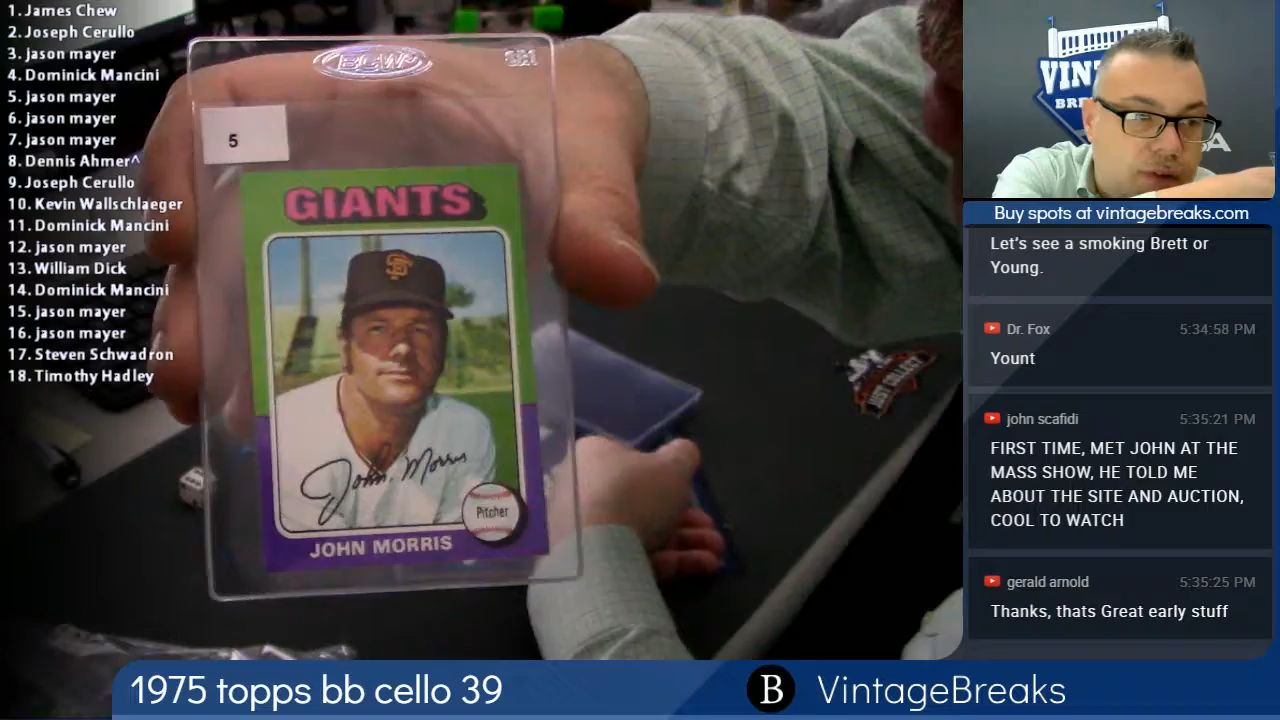 1. James Chew
2. Joseph Cerullo
3. jason mayer
4. Dominick Mancini
5. jason mayer
6. jason mayer
7. jason mayer
8. Dennis Ahmer^
9. Joseph Cerullo
10. Kevin Wallschlaeger
11. Dominick Mancini
12. jason mayer
13. William Dick
14. Dominick Mancini
15. jason mayer
16. jason mayer
17. Steven Schwadron
18. Timothy Hadley
BCW
5
GIANTS
SF
John Morris
Pitcher
JOHN MORRIS
JUST COLLECT
Buy spots at vintagebreaks.com
Let's see a smoking Brett or
Young.
Dr. Fox 5:34:58 PM
Yount
john scafidi 5:35:21 PM
FIRST TIME, MET JOHN AT THE
MASS SHOW, HE TOLD ME
ABOUT THE SITE AND AUCTION,
COOL TO WATCH
gerald arnold 5:35:25 PM
Thanks, thats Great early stuff
1975 topps bb cello 39
B VintageBreaks